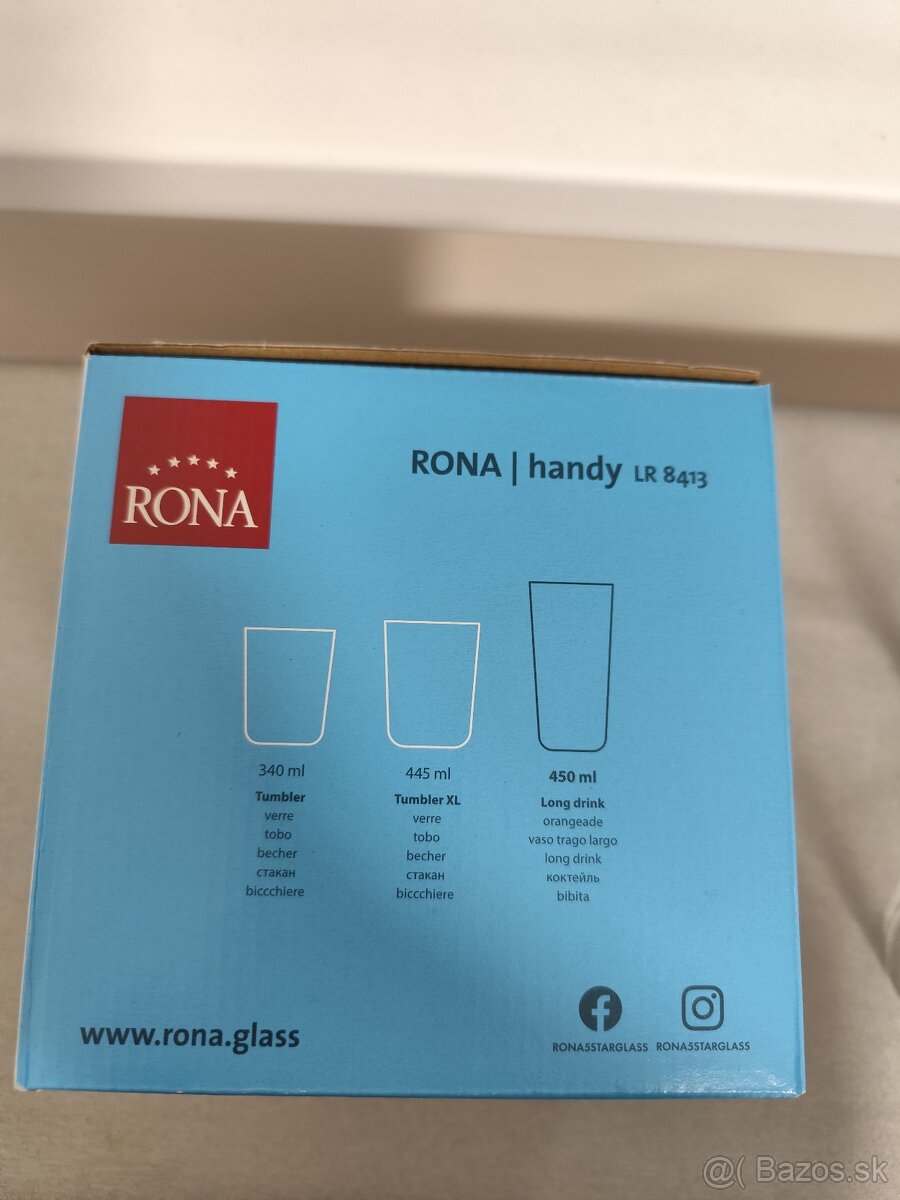 RONA
RONA | handy LR 8413
340 ml
Tumbler
verre
tobo
becher
стакан
biccchiere
445 ml
Tumbler XL
verre
tobo
becher
стакан
biccchiere
450 ml
Long drink
orangeade
vaso trago largo
long drink
коктейль
bibita
www.rona.glass
RONA5STARGLASS
RONA5STARGLASS
@( Bazos.sk